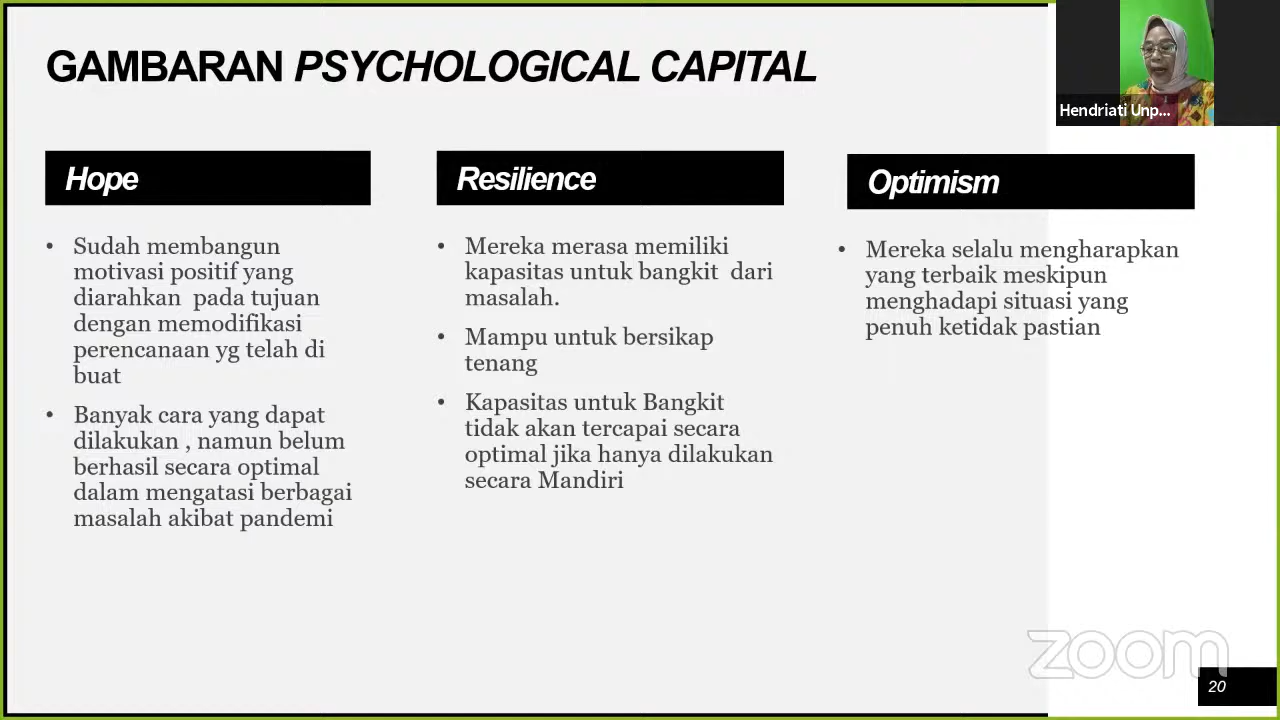 GAMBARAN PSYCHOLOGICAL CAPITAL
Hendriati Unp...
Hope
Sudah membangun
motivasi positif yang
diarahkan pada tujuan
dengan memodifikasi
perencanaan yg telah di
buat
Banyak cara yang dapat
dilakukan , namun belum
berhasil secara optimal
dalam mengatasi berbagai
masalah akibat pandemi
Resilience
Mereka merasa memiliki
kapasitas untuk bangkit dari
masalah.
Mampu untuk bersikap
tenang
Kapasitas untuk Bangkit
tidak akan tercapai secara
optimal jika hanya dilakukan
secara Mandiri
Optimism
Mereka selalu mengharapkan
yang terbaik meskipun
menghadapi situasi yang
penuh ketidak pastian
zoom
20